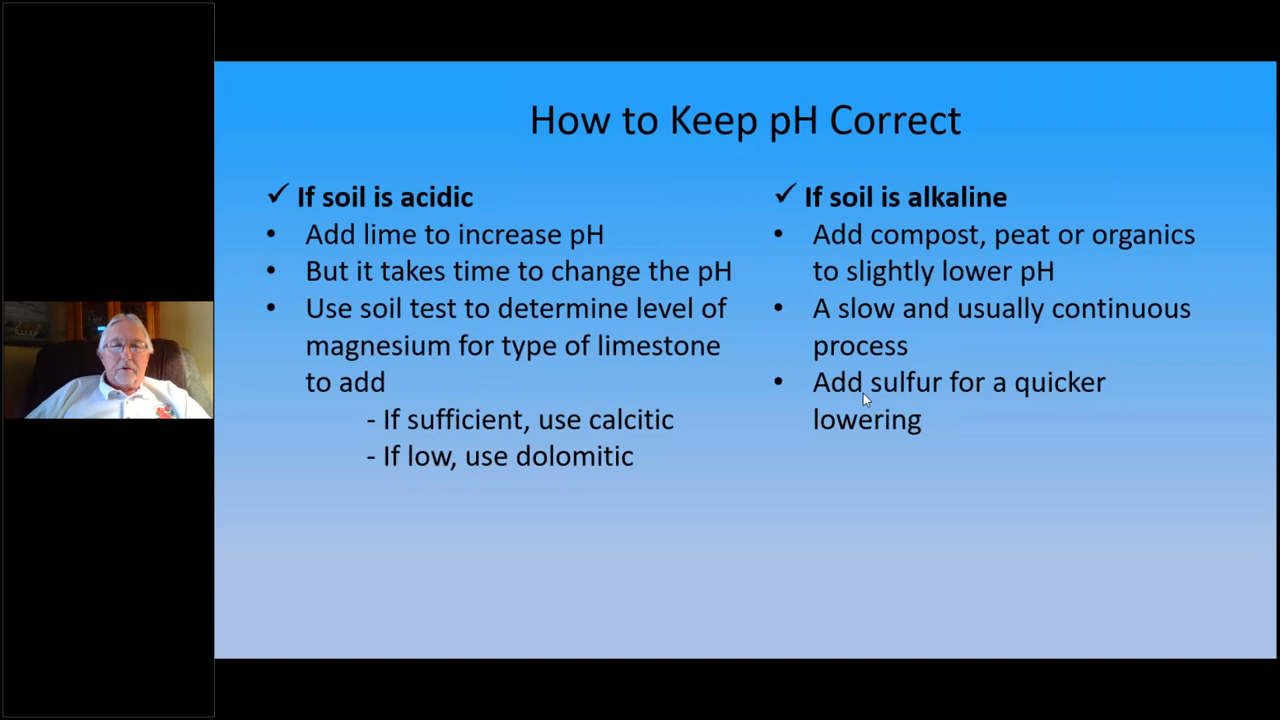 How to Keep pH Correct
✓ If soil is acidic
• Add lime to increase pH
• But it takes time to change the pH
• Use soil test to determine level of
magnesium for type of limestone
to add
- If sufficient, use calcitic
- If low, use dolomitic
✓ If soil is alkaline
• Add compost, peat or organics
to slightly lower pH
• A slow and usually continuous
process
• Add sulfur for a quicker
lowering